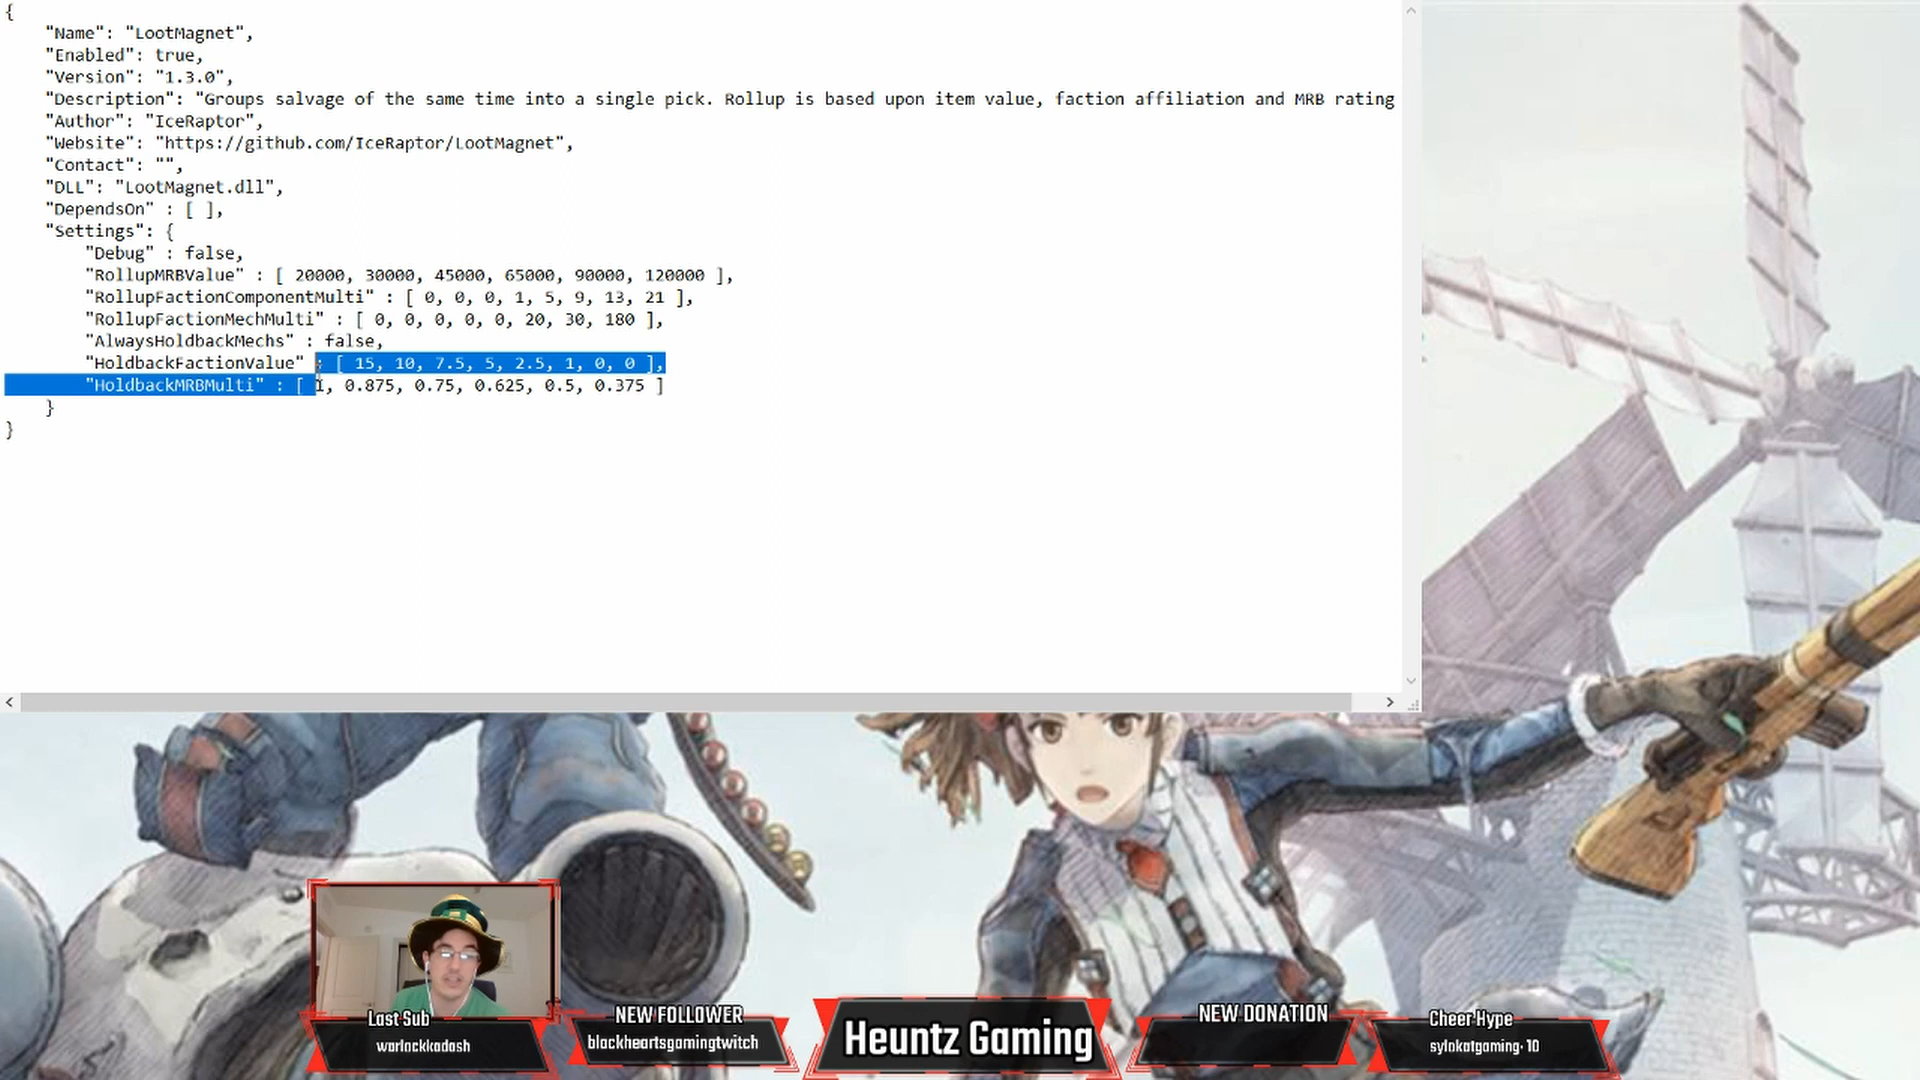 {
"Name": "LootMagnet",
"Enabled": true,
"Version": "1.3.0",
"Description": "Groups salvage of the same time into a single pick. Rollup is based upon item value, faction affiliation and MRB rating
"Author": "IceRaptor",
"Website": "https://github.com/IceRaptor/LootMagnet",
"Contact": "",
"DLL": "LootMagnet.dll",
"DependsOn" : [ ],
"Settings": {
"Debug" : false,
"RollupMRBValue" : [ 20000, 30000, 45000, 65000, 90000, 120000 ],
"RollupFactionComponentMulti" : [ 0, 0, 0, 1, 5, 9, 13, 21 ],
"RollupFactionMechMulti" : [ 0, 0, 0, 0, 0, 20, 30, 180 ],
"AlwaysHoldbackMechs" : false,
"HoldbackFactionValue" : [ 15, 10, 7.5, 5, 2.5, 1, 0, 0 ],
"HoldbackMRBMulti" : [ 1, 0.875, 0.75, 0.625, 0.5, 0.375 ]
}
}
Last Sub
warlockkadash
NEW FOLLOWER
blackheartsgamingtwitch
Heuntz Gaming
NEW DONATION
Cheer Hype
sylokatgaming: 10